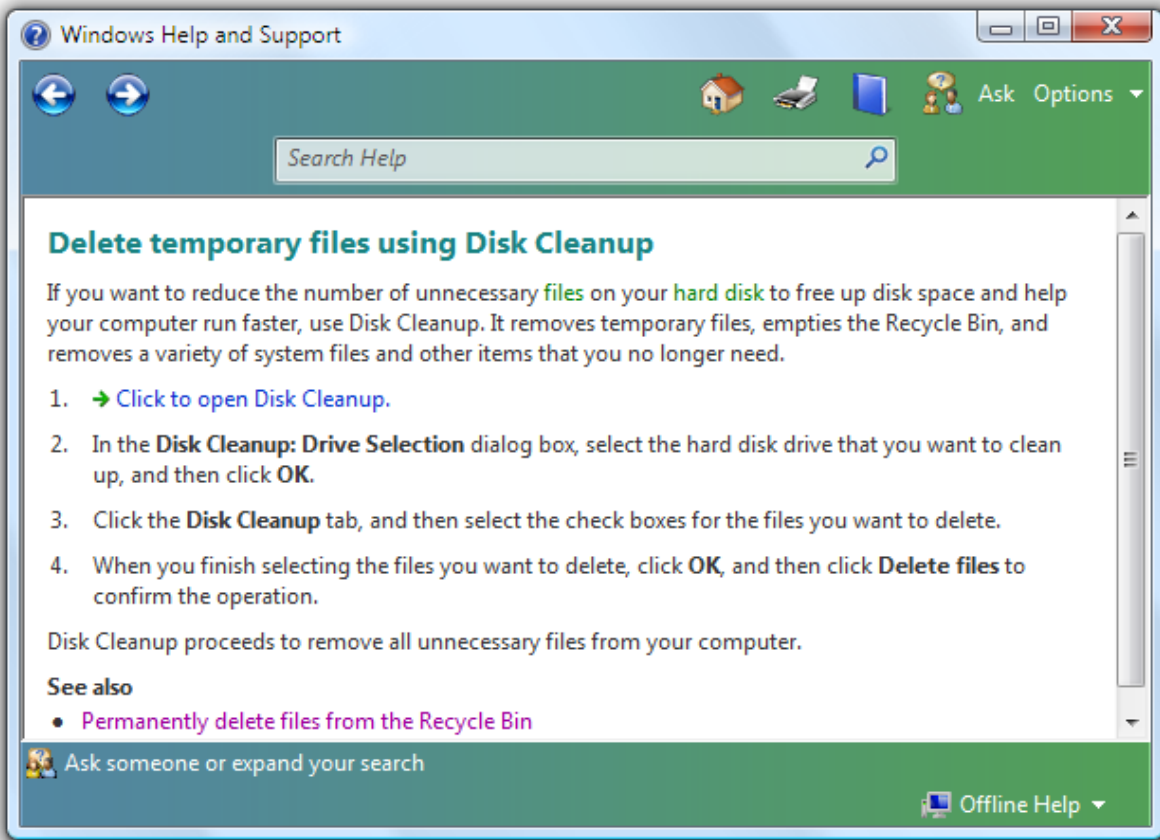 Windows Help and Support
Ask Options
Search Help
Delete temporary files using Disk Cleanup
If you want to reduce the number of unnecessary files on your hard disk to free up disk space and help
your computer run faster, use Disk Cleanup. It removes temporary files, empties the Recycle Bin, and
removes a variety of system files and other items that you no longer need.
1. Click to open Disk Cleanup.
2. In the Disk Cleanup: Drive Selection dialog box, select the hard disk drive that you want to clean
up, and then click OK.
3. Click the Disk Cleanup tab, and then select the check boxes for the files you want to delete.
4. When you finish selecting the files you want to delete, click OK, and then click Delete files to
confirm the operation.
Disk Cleanup proceeds to remove all unnecessary files from your computer.
See also
• Permanently delete files from the Recycle Bin
Ask someone or expand your search
Offline Help